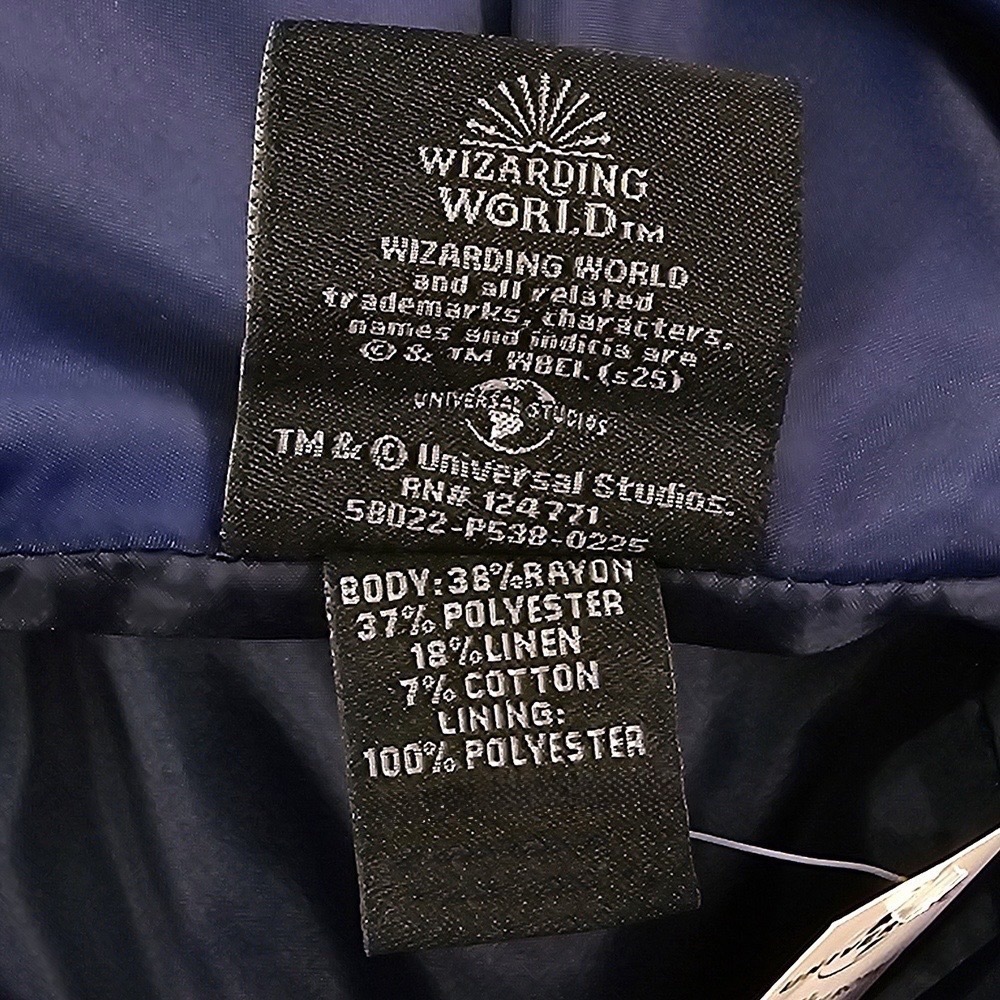 WIZARDING
WORLD™
WIZARDING WORLD
and all related
trademarks, characters,
names and indicia are
© & ™ WBEI. (s25)
UNIVERSAL STUDIOS
TM & © Universal Studios.
RN# 124771
58022-P538-0225
BODY:38%RAYON
37% POLYESTER
18%LINEN
7% COTTON
LINING:
100% POLYESTER